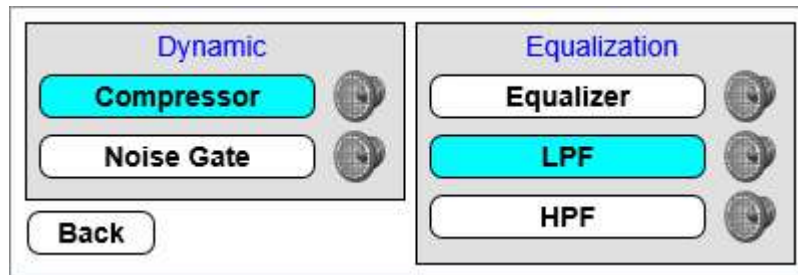 Dynamic
Compressor
Noise Gate
Back
Equalization
Equalizer
LPF
HPF